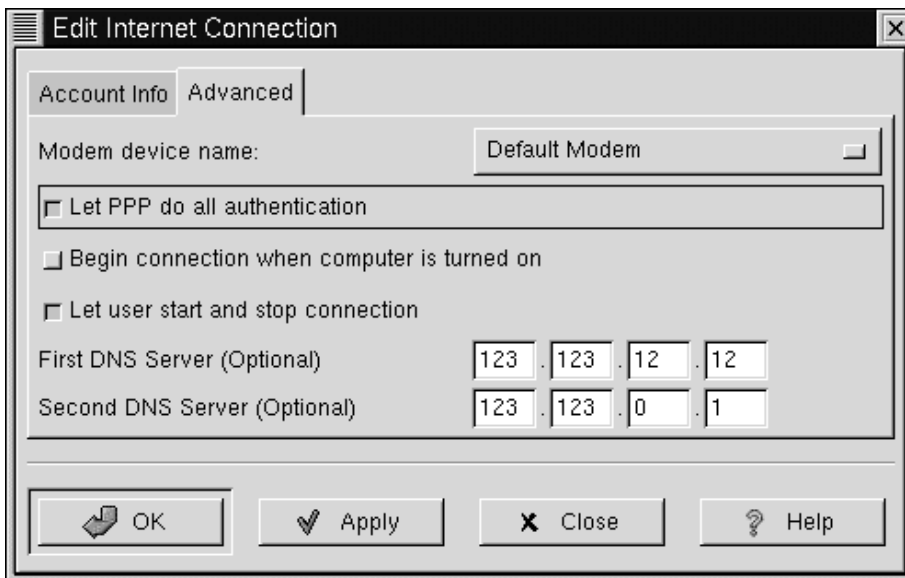 Edit Internet Connection
Account Info Advanced
Modem device name: Default Modem
Let PPP do all authentication
Begin connection when computer is turned on
Let user start and stop connection
First DNS Server (Optional) 123 . 123 . 12 . 12
Second DNS Server (Optional) 123 . 123 . 0 . 1
OK Apply Close Help